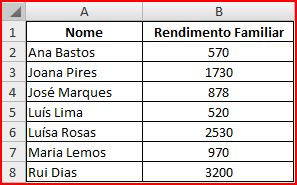 A B
1 Nome Rendimento Familiar
2 Ana Bastos 570
3 Joana Pires 1730
4 José Marques 878
5 Luís Lima 520
6 Luísa Rosas 2530
7 Maria Lemos 970
8 Rui Dias 3200